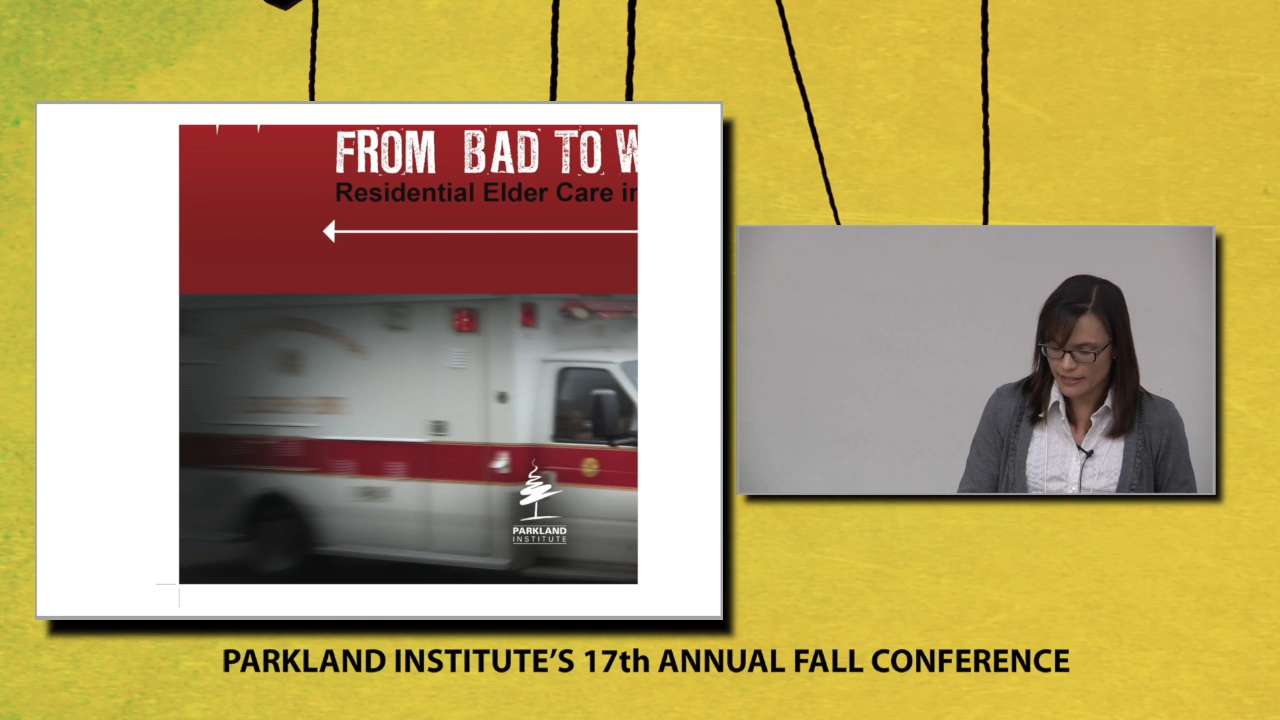 FROM BAD TO W
Residential Elder Care in
PARKLAND
INSTITUTE
PARKLAND INSTITUTE'S 17th ANNUAL FALL CONFERENCE